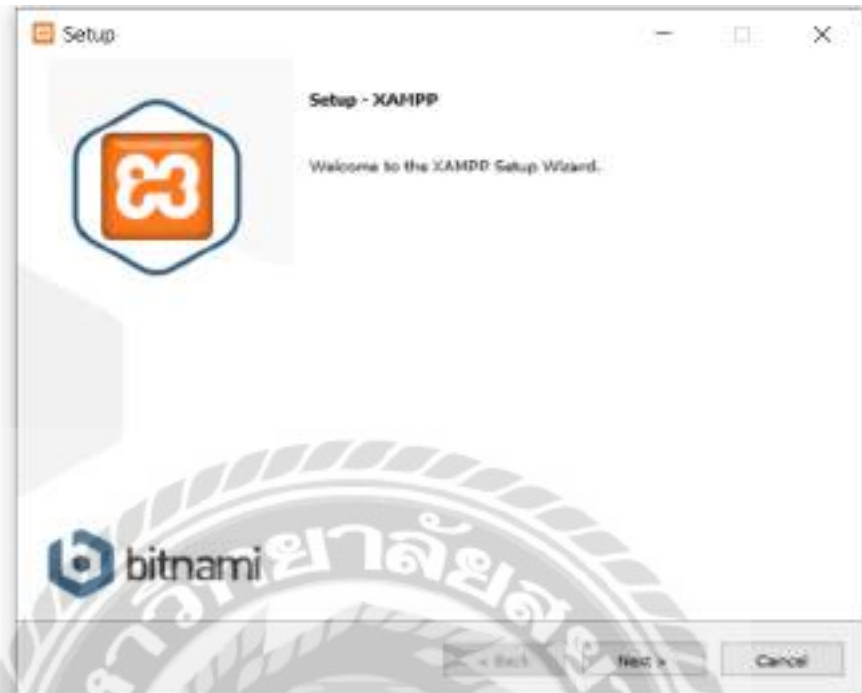 Setup
Setup - XAMPP
Welcome to the XAMPP Setup Wizard.
bitnami
< Back
Next >
Cancel